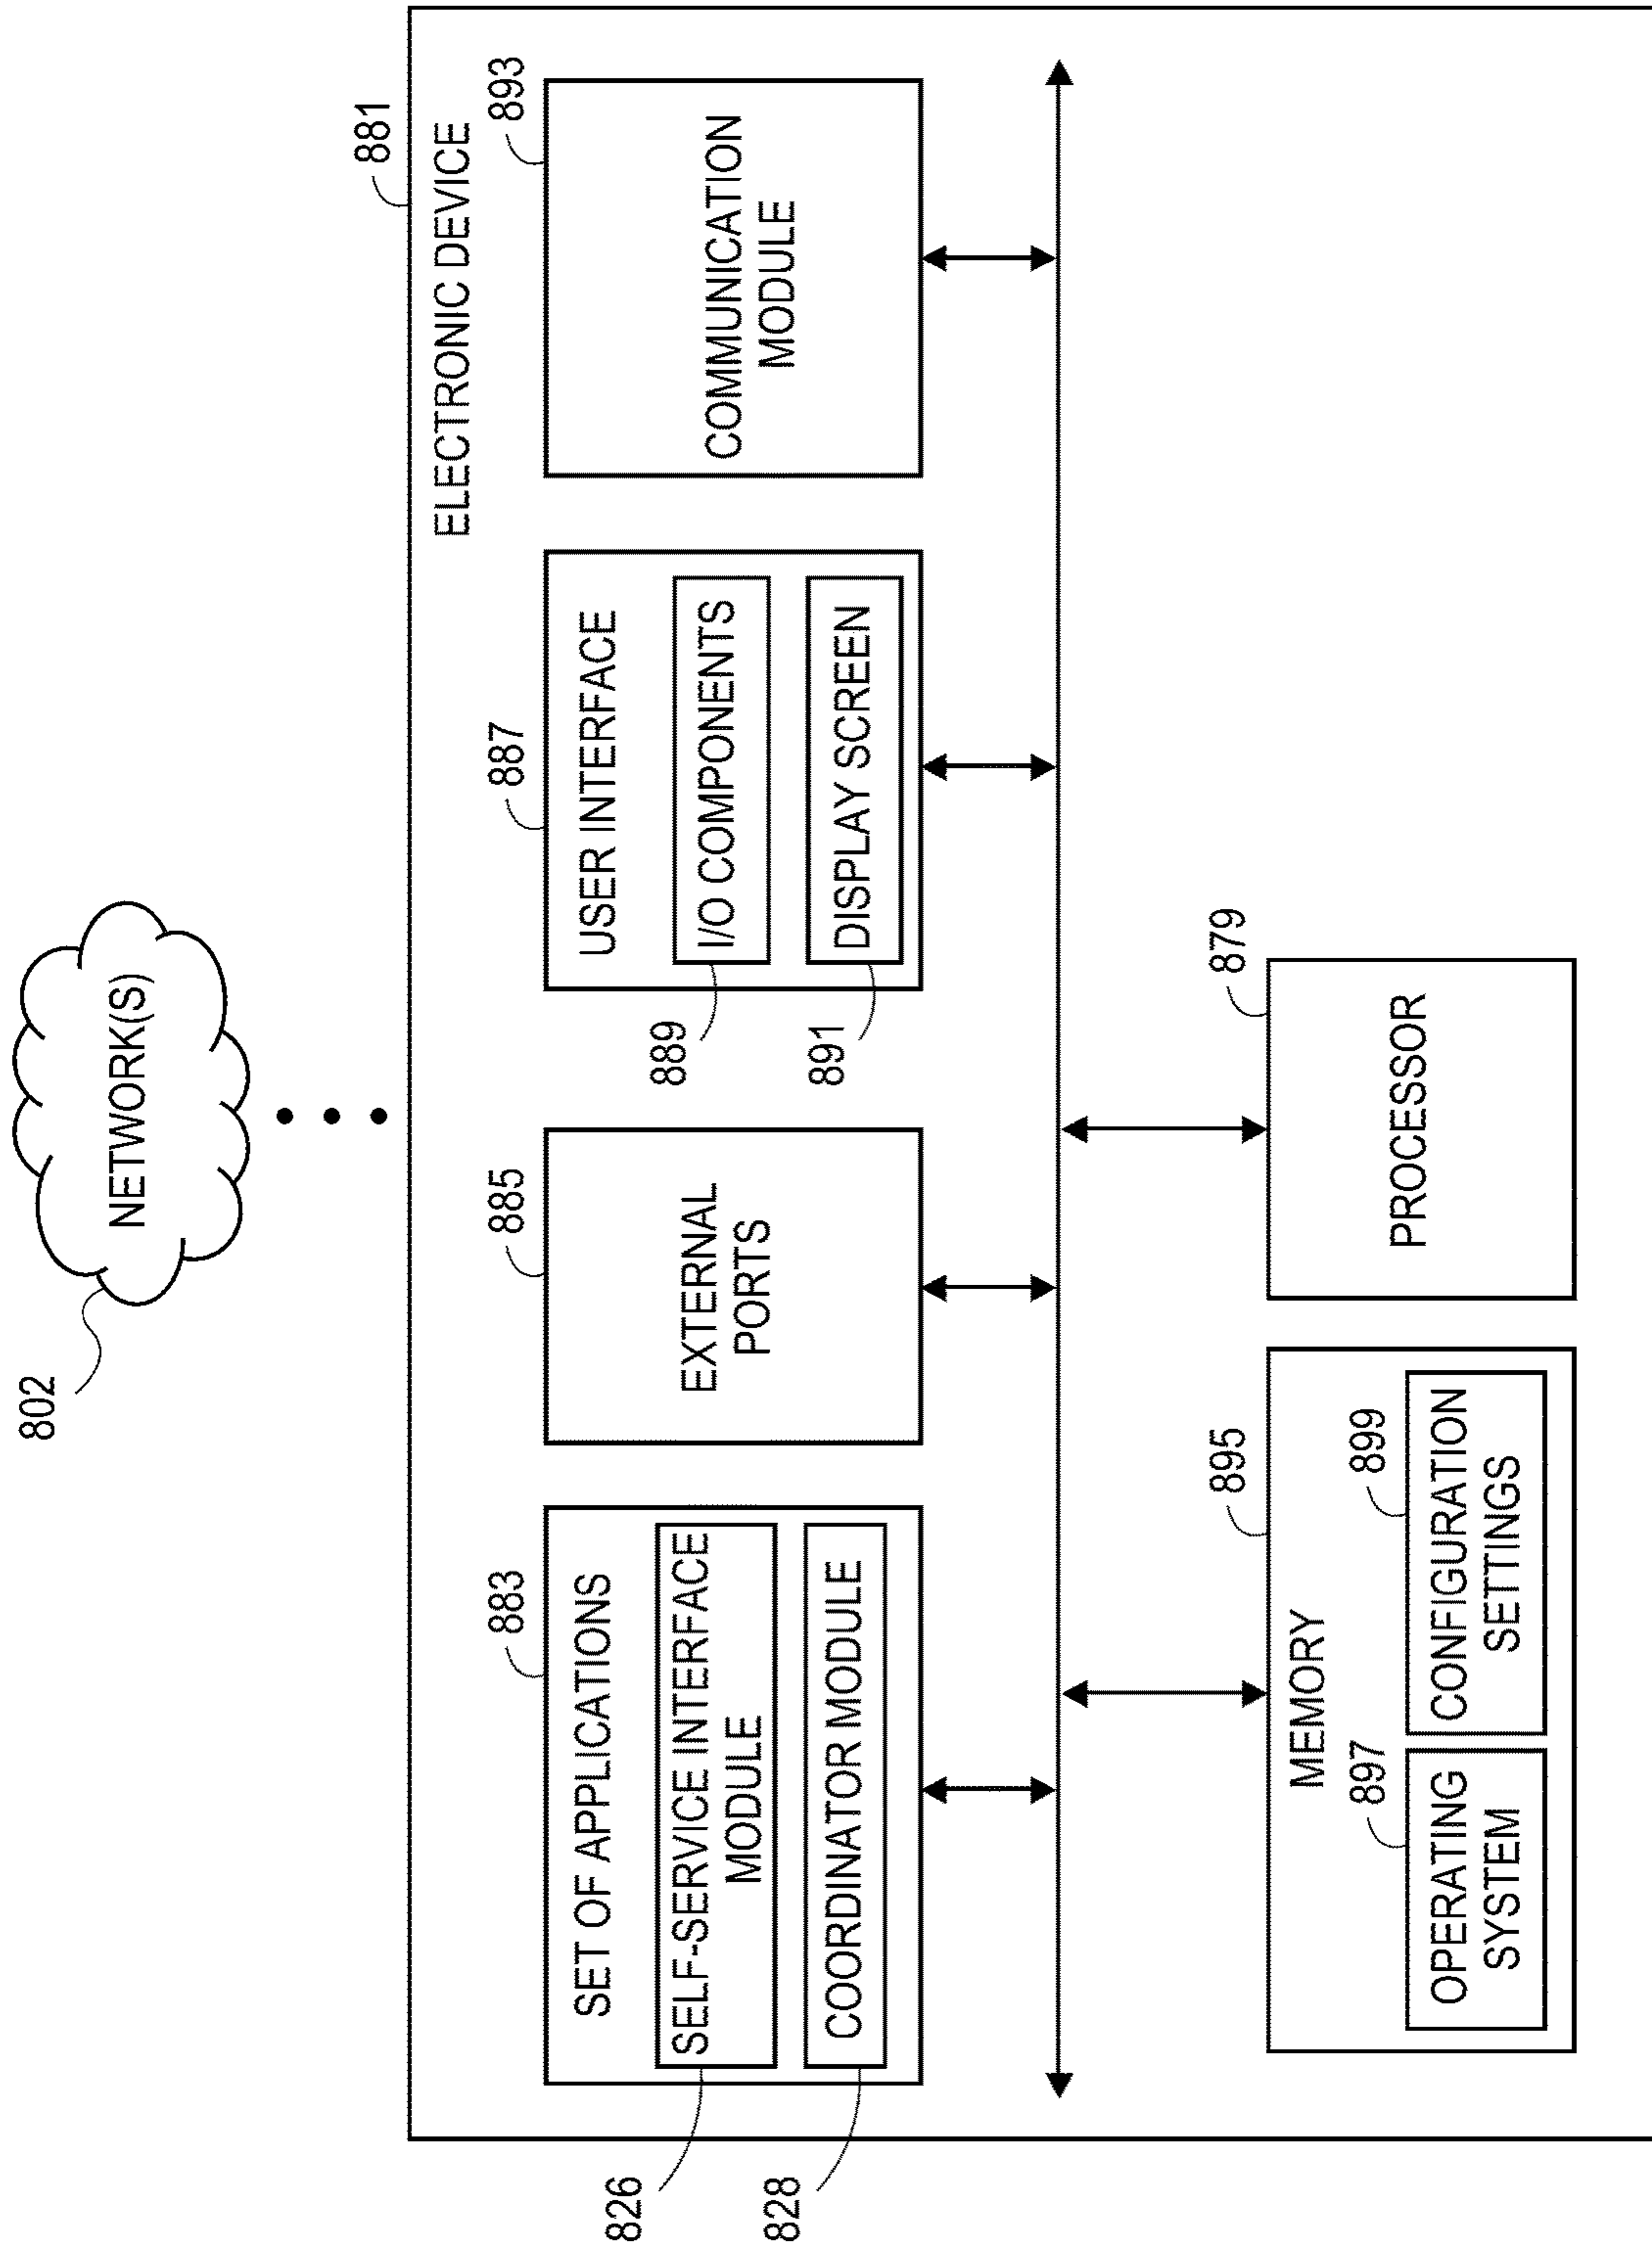 802
NETWORK(S)
881
ELECTRONIC DEVICE
883
SET OF APPLICATIONS
826
SELF-SERVICE INTERFACE
MODULE
828
COORDINATOR MODULE
885
EXTERNAL
PORTS
887
USER INTERFACE
889
I/O COMPONENTS
891
DISPLAY SCREEN
893
COMMUNICATION
MODULE
895
MEMORY
897
OPERATING
SYSTEM
899
CONFIGURATION
SETTINGS
879
PROCESSOR